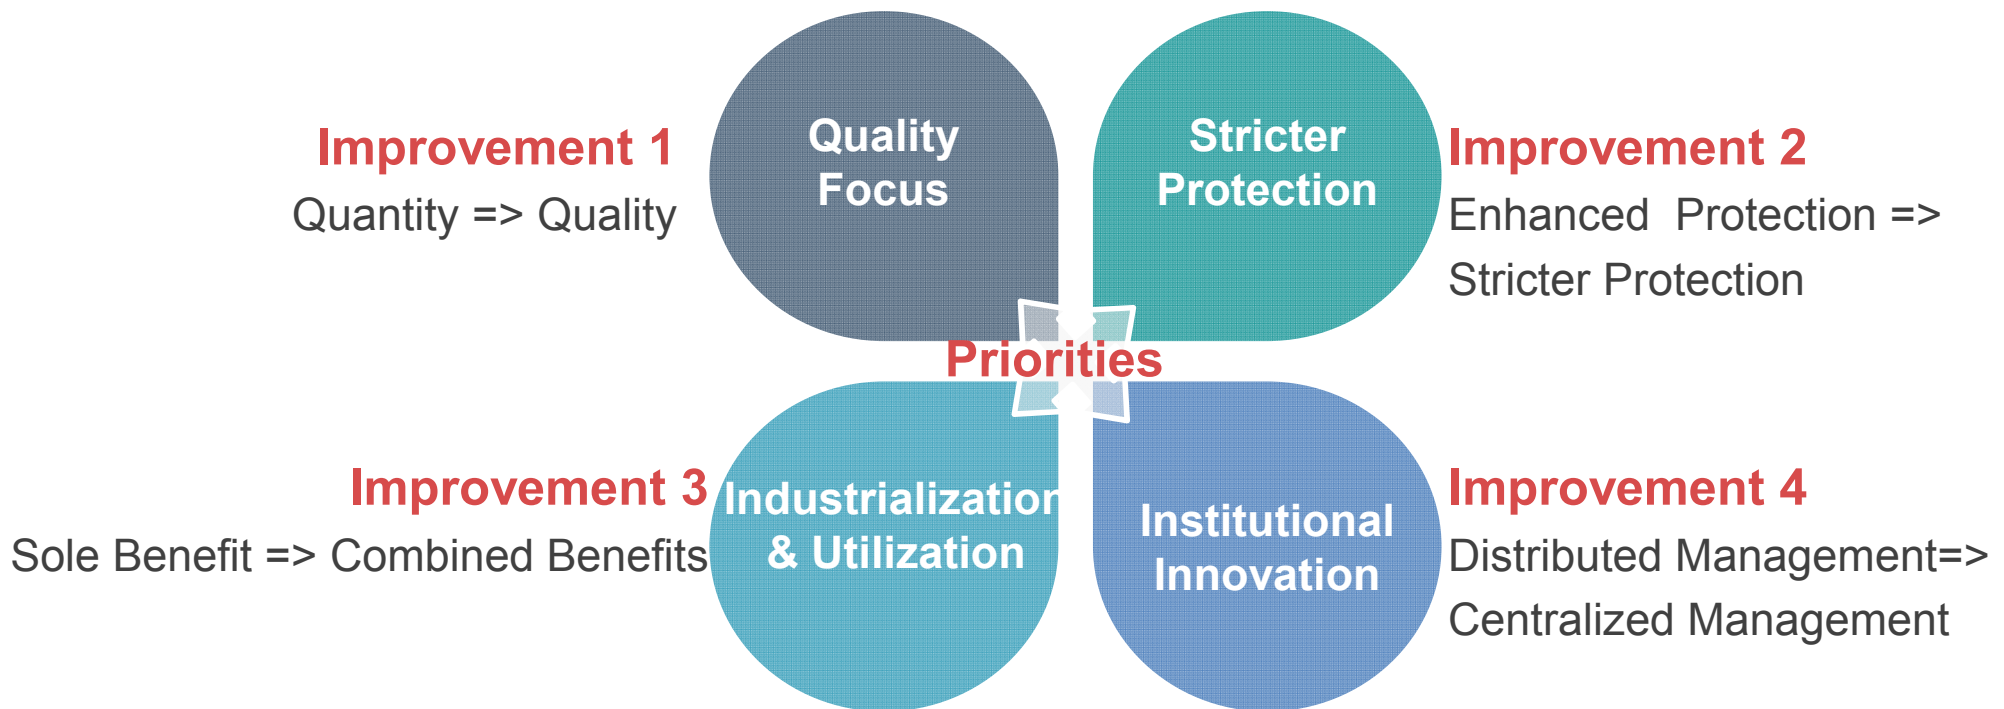 Improvement 1
Quantity => Quality
Quality
Focus
Stricter
Protection
Improvement 2
Enhanced  Protection =>
Stricter Protection
Priorities
Improvement 3
Sole Benefit => Combined Benefits
Industrialization
& Utilization
Institutional
Innovation
Improvement 4
Distributed Management=>
Centralized Management